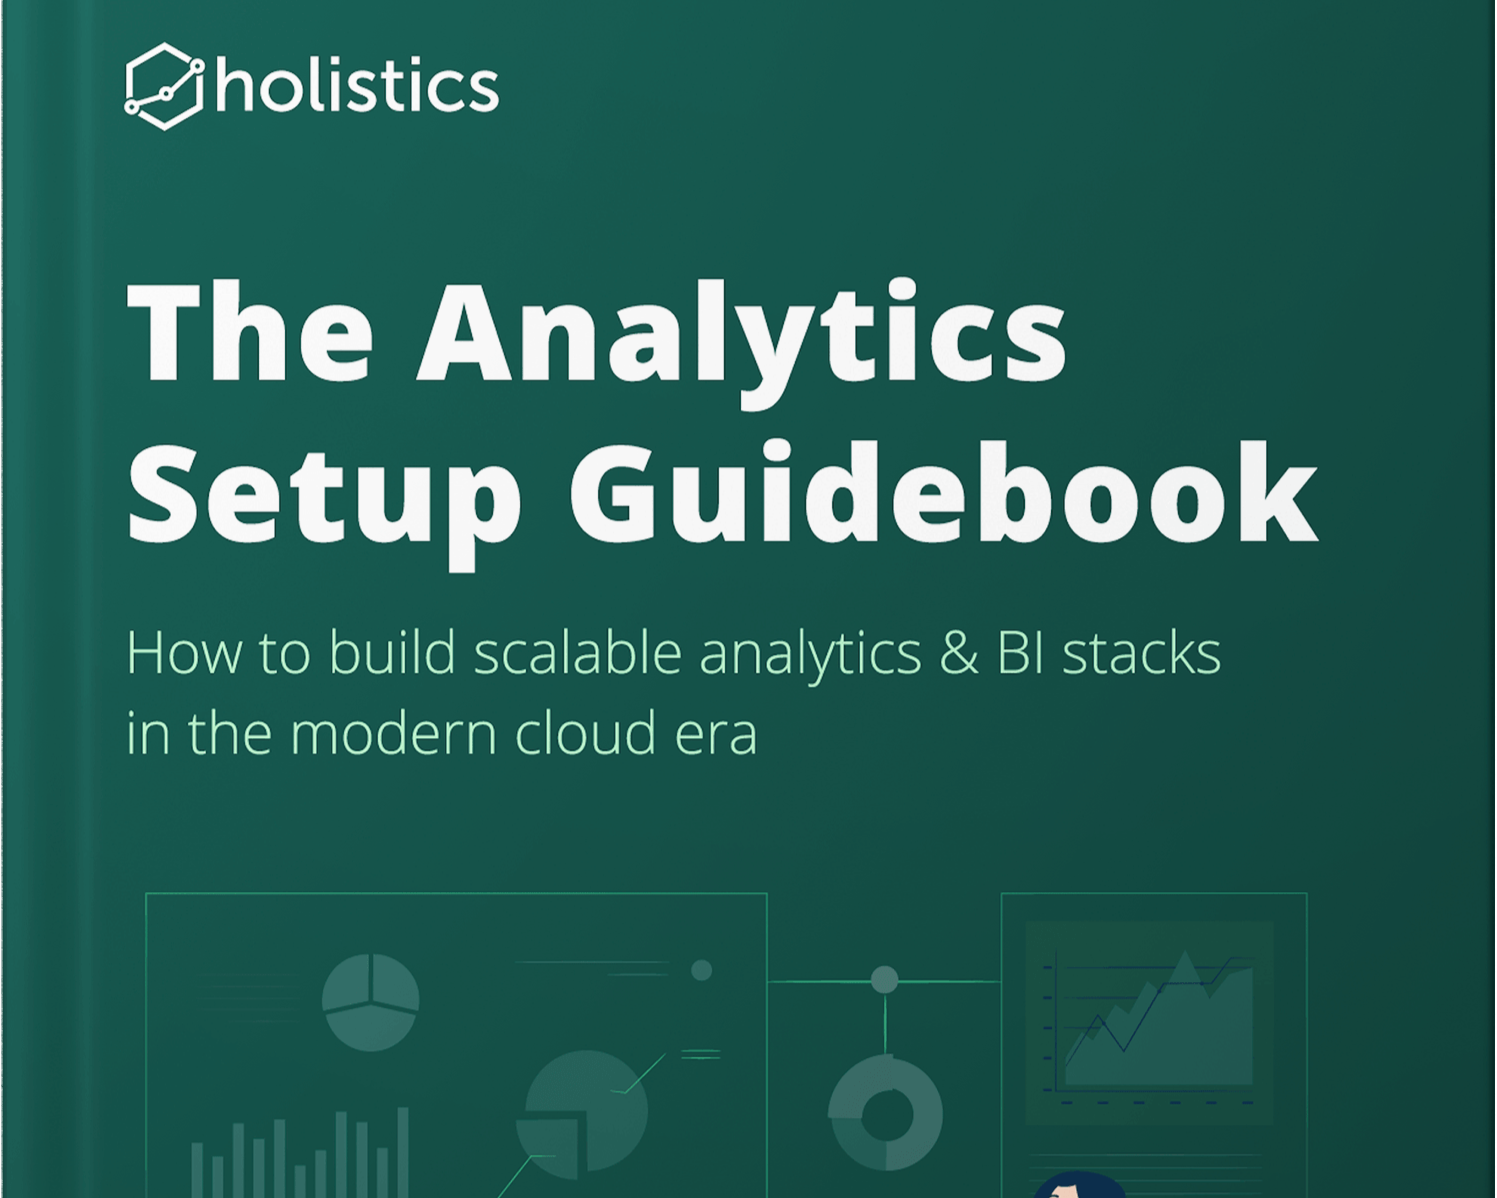 holistics
The Analytics
Setup Guidebook
How to build scalable analytics & BI stacks
in the modern cloud era